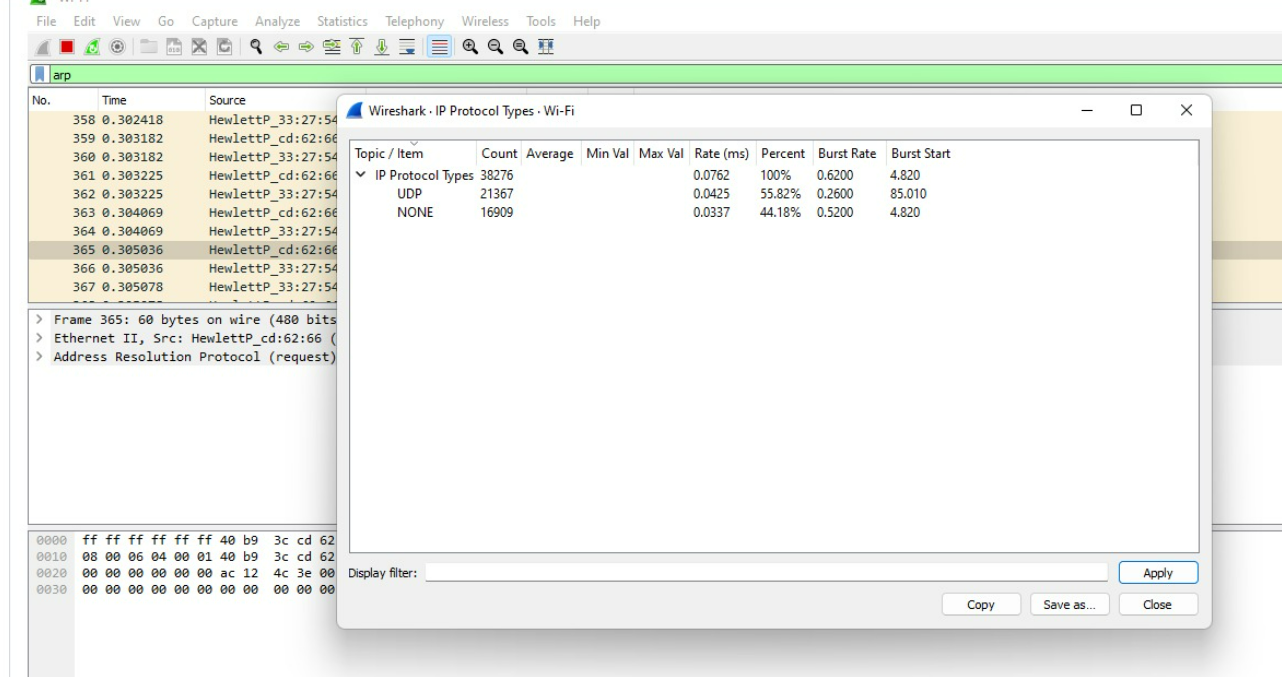 File Edit View Go Capture Analyze Statistics Telephony Wireless Tools Help
arp
No. Time Source
358 0.302418 HewlettP_33:27:54
359 0.303182 HewlettP_cd:62:66
360 0.303182 HewlettP_33:27:54
361 0.303225 HewlettP_cd:62:66
362 0.303225 HewlettP_33:27:54
363 0.304069 HewlettP_cd:62:66
364 0.304069 HewlettP_33:27:54
365 0.305036 HewlettP_cd:62:66
366 0.305036 HewlettP_33:27:54
367 0.305078 HewlettP_33:27:54
Frame 365: 60 bytes on wire (480 bits
Ethernet II, Src: HewlettP_cd:62:66 (
Address Resolution Protocol (request)
0000 ff ff ff ff ff ff 40 b9 3c cd 62
0010 08 00 06 04 00 01 40 b9 3c cd 62
0020 00 00 00 00 00 00 ac 12 4c 3e 00
0030 00 00 00 00 00 00 00 00 00 00 00
Wireshark · IP Protocol Types · Wi-Fi
Topic / Item Count Average Min Val Max Val Rate (ms) Percent Burst Rate Burst Start
IP Protocol Types 38276 0.0762 100% 0.6200 4.820
UDP 21367 0.0425 55.82% 0.2600 85.010
NONE 16909 0.0337 44.18% 0.5200 4.820
Display filter:
Apply
Copy Save as... Close